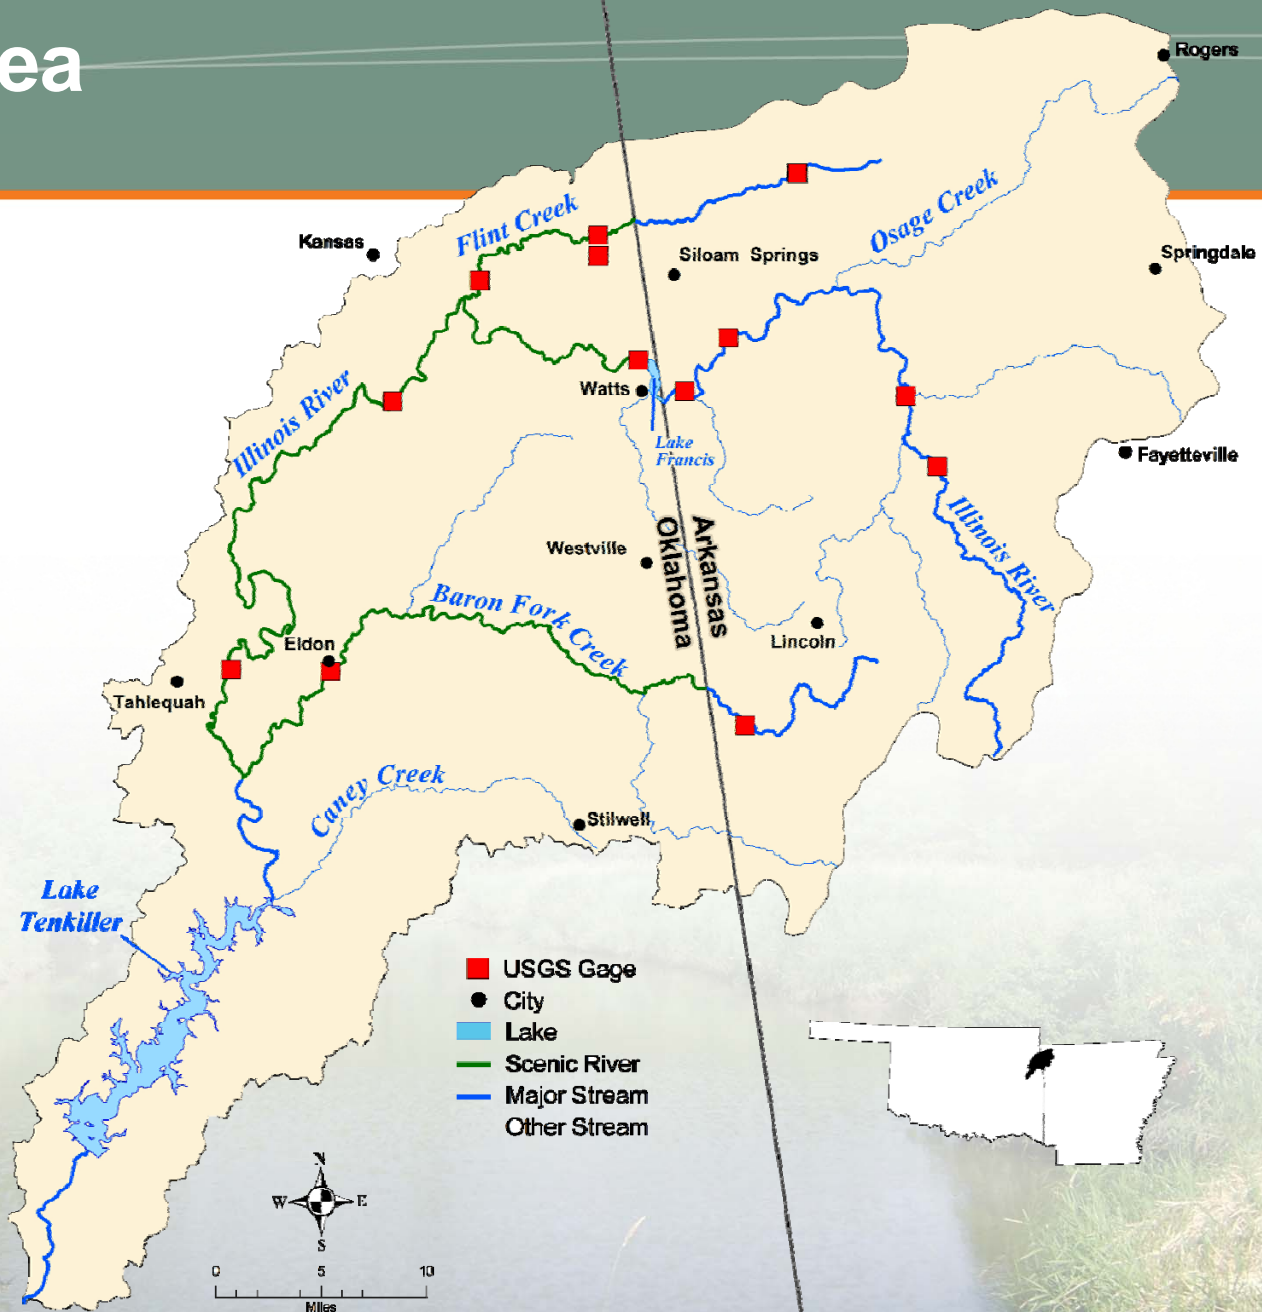 ea
Rogers
Flint Creek
Osage Creek
Kansas
Siloam Springs
Springdale
Illinois River
Watts
Lake
Francis
Fayetteville
Illinois River
Arkansas
Oklahoma
Westville
Baron Fork Creek
Lincoln
Eldon
Tahlequah
Caney Creek
Stilwell
Lake
Tenkiller
USGS Gage
City
Lake
Scenic River
Major Stream
Other Stream
N
W E
S
0 5 10
Miles